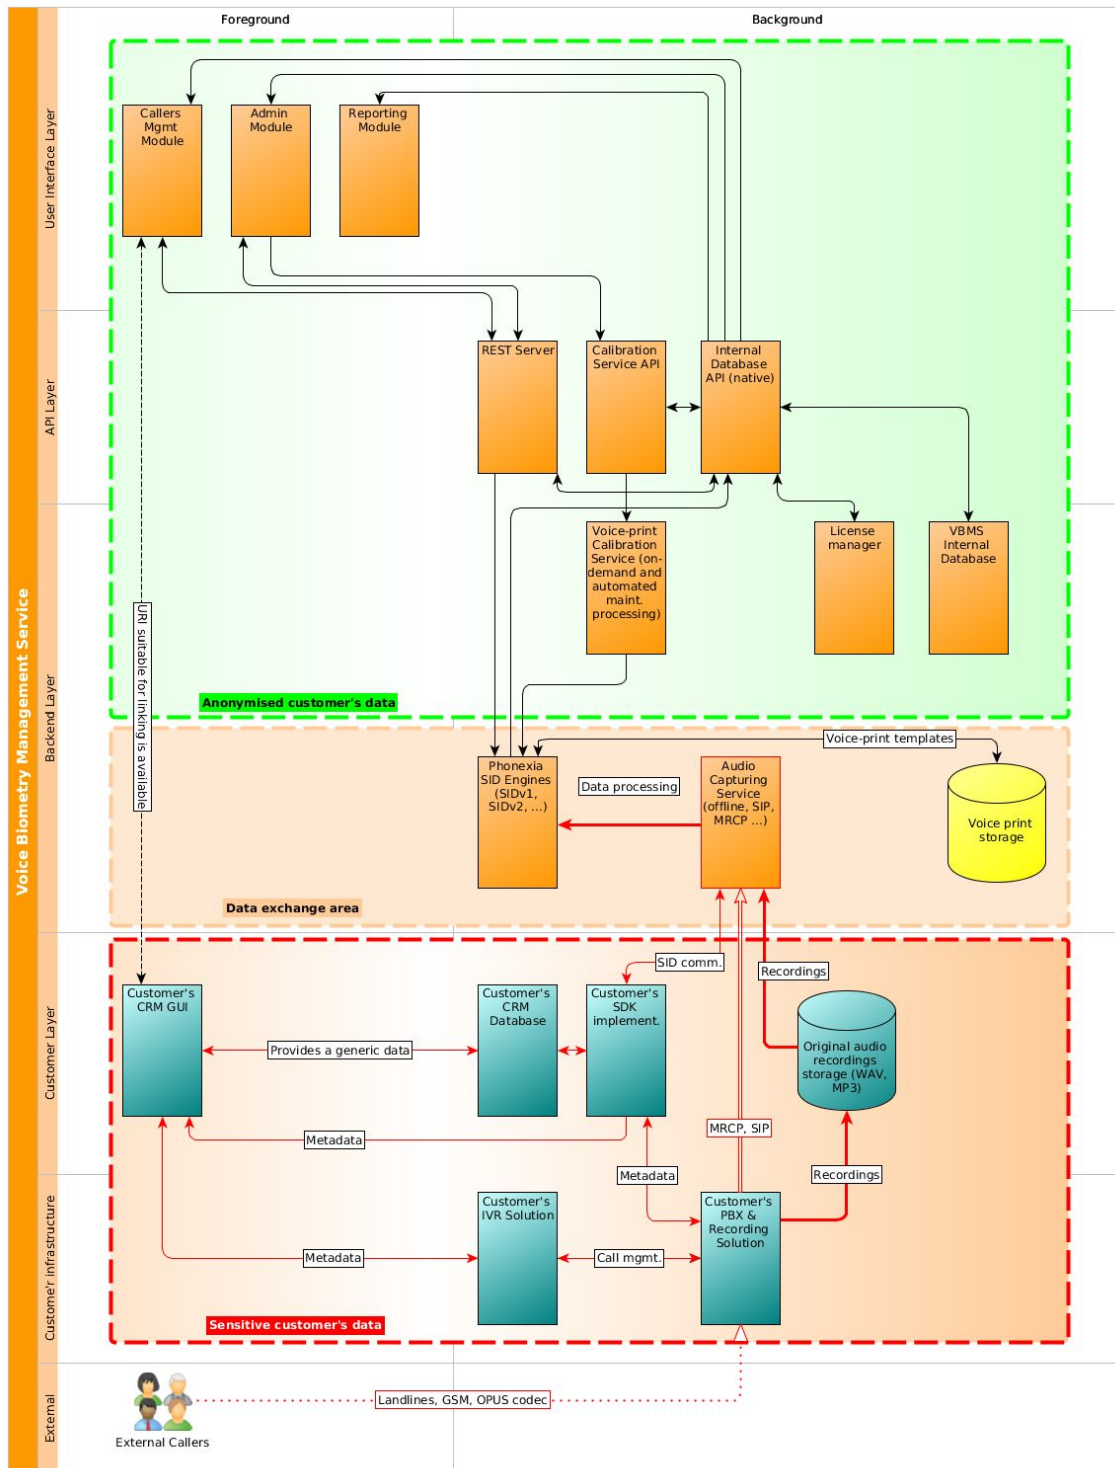 Foreground
Background
Voice Biometry Management Service
User Interface Layer
API Layer
Backend Layer
Customer Layer
Custome'r infrastructure
External
Callers
Mgmt
Module
Admin
Module
Reporting
Module
REST Server
Calibration
Service API
Internal
Database
API (native)
Voice-print
Calibration
Service (on-
demand and
automated
maint.
processing)
License
manager
VBMS
Internal
Database
URI suitable for linking is available
Anonymised customer's data
Voice-print templates
Phonexia
SID Engines
(SIDv1,
SIDv2, ...)
Data processing
Audio
Capturing
Service
(offline, SIP,
MRCP ...)
Voice print
storage
Data exchange area
SID comm.
Recordings
Customer's
CRM GUI
Customer's
CRM
Database
Customer's
SDK
implement.
Provides a generic data
Original audio
recordings
storage (WAV,
MP3)
Metadata
MRCP, SIP
Metadata
Recordings
Customer's
IVR Solution
Customer's
PBX &
Recording
Solution
Metadata
Call mgmt.
Sensitive customer's data
Landlines, GSM, OPUS codec
External Callers